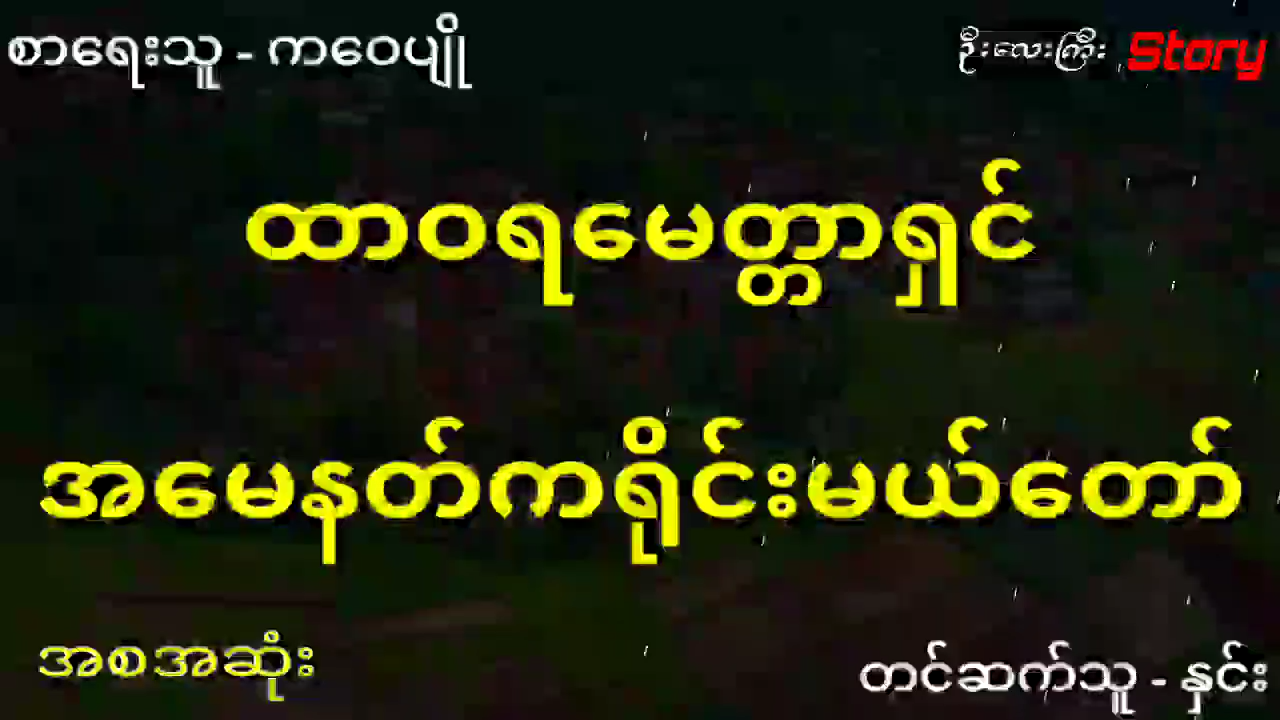 စာရေးသူ - ကဝေပျို
ဦးလေးကြီး Story
ထာဝရမေတ္တာရှင်
အမေနတ်ကရိုင်းမယ်တော်
အစအဆုံး
တင်ဆက်သူ - နှင်း